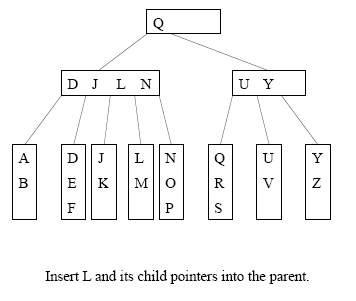 Q
D J L N U Y
A D J L N Q U Y
B E K M O R V Z
F P S
Insert L and its child pointers into the parent.